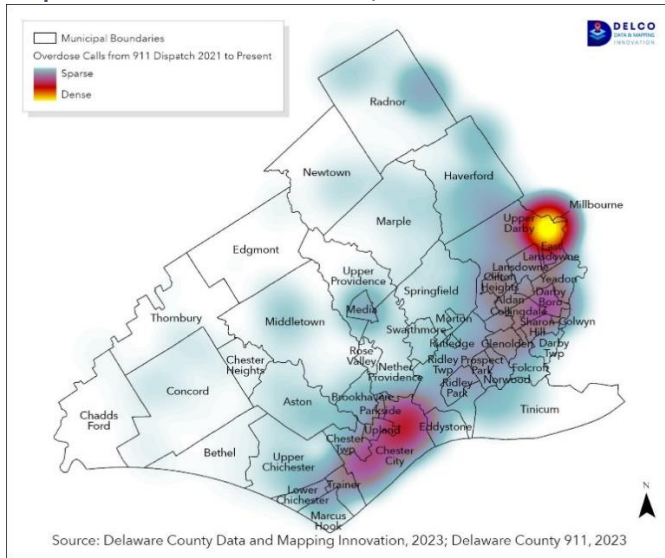 Municipal Boundaries
Overdose Calls from 911 Dispatch 2021 to Present
Sparse
Dense
DELCO
DATA & MAPPING
INNOVATION
Radnor
Newtown
Haverford
Millbourne
Marple
Upper
Darby
East
Lansdowne
Edgmont
Lansdowne
Upper
Providence
Clifton
Heights
Yeadon
Springfield
Darby
Boro
Aldan
Collingdale
Thornbury
Media
Morton
Middletown
Swarthmore
Sharon
Hill
Colwyn
Rutledge
Glenolden
Darby
Twp
Rose
Valley
Chester
Heights
Nether
Providence
Ridley
Twp
Prospect
Park
Folcroft
Norwood
Concord
Ridley
Park
Aston
Brookhaven
Tinicum
Parkside
Chadds
Ford
Upland
Eddystone
Chester
Twp
Chester
City
Bethel
Upper
Chichester
Trainer
Lower
Chichester
Marcus
Hook
N
Source: Delaware County Data and Mapping Innovation, 2023; Delaware County 911, 2023